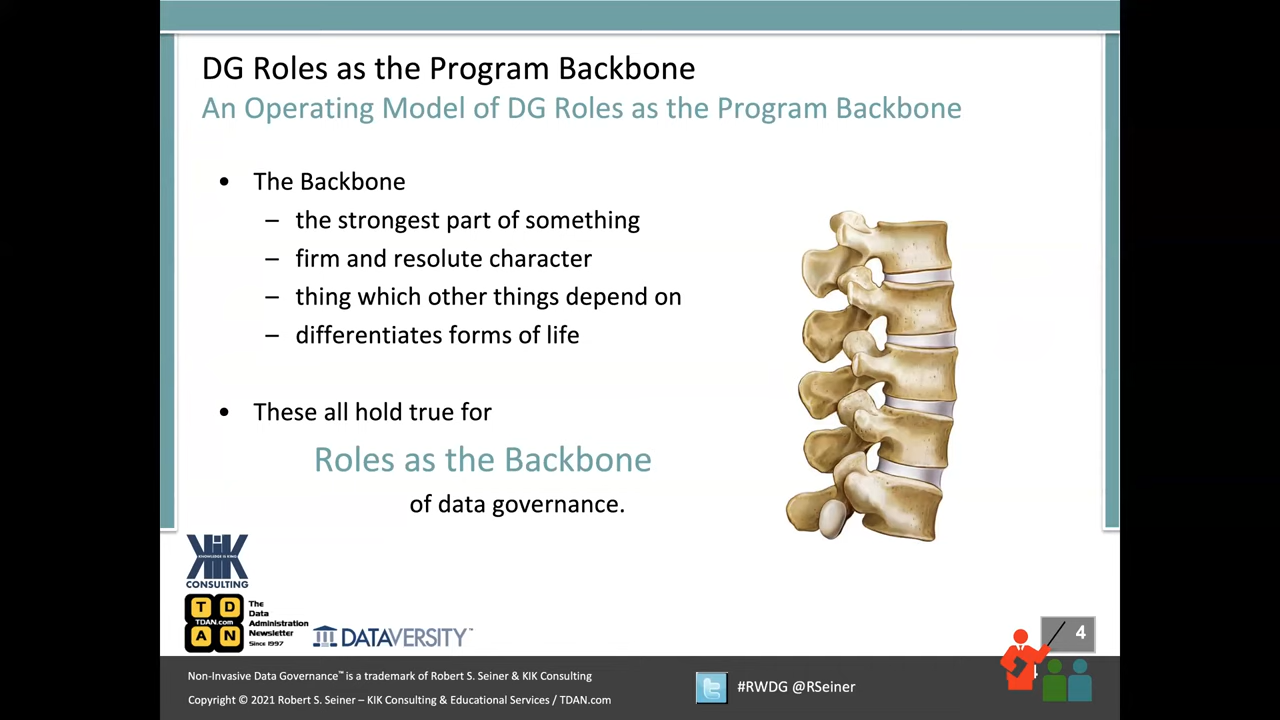 DG Roles as the Program Backbone
An Operating Model of DG Roles as the Program Backbone
• The Backbone
– the strongest part of something
– firm and resolute character
– thing which other things depend on
– differentiates forms of life
• These all hold true for
Roles as the Backbone
of data governance.
KIK
KNOWLEDGE IS KING
CONSULTING
T D
TDAN.com
A N
The
Data
Administration
Newsletter
Since 1997
DATAVERSITY™
4
Non-Invasive Data Governance™ is a trademark of Robert S. Seiner & KIK Consulting
Copyright © 2021 Robert S. Seiner – KIK Consulting & Educational Services / TDAN.com
#RWDG @RSeiner